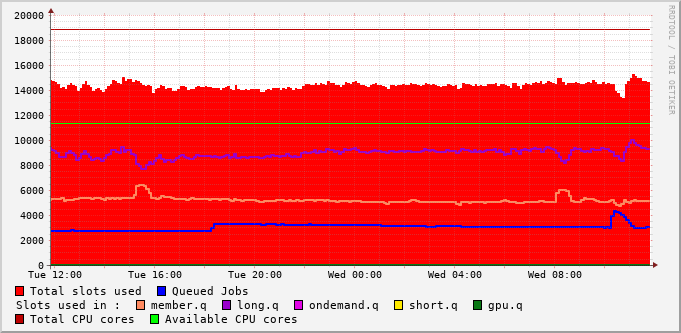 20000
18000
16000
14000
12000
10000
8000
6000
4000
2000
0
Tue 12:00 Tue 16:00 Tue 20:00 Wed 00:00 Wed 04:00 Wed 08:00
Total slots used Queued Jobs
Slots used in : member.q long.q ondemand.q short.q gpu.q
Total CPU cores Available CPU cores
RRDTOOL / TOBI OETIKER